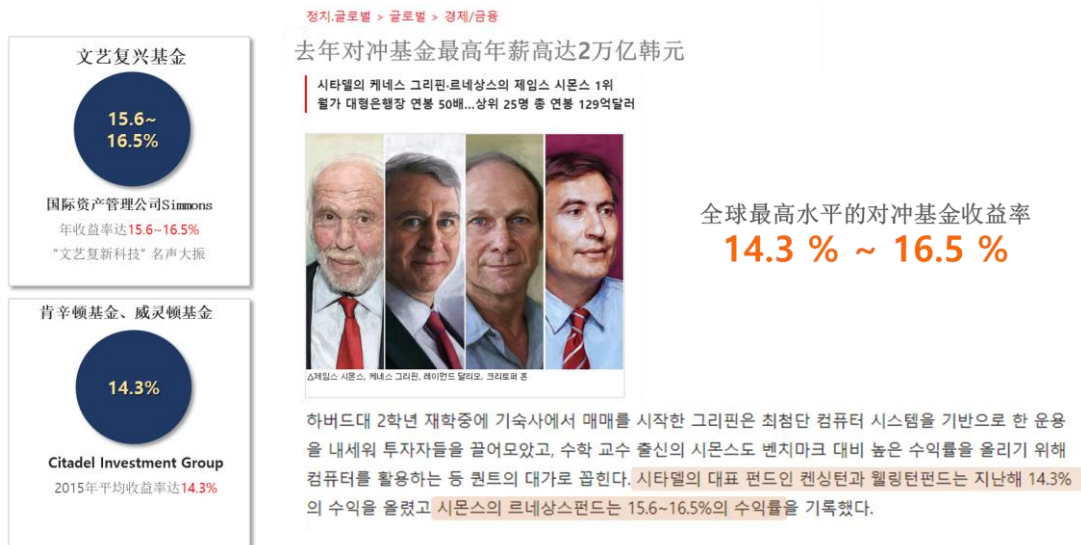 文艺复兴基金
15.6~
16.5%
国际资产管理公司Simmons
年收益率达15.6~16.5%
“文艺复新科技” 名声大振
肯辛顿基金、威灵顿基金
14.3%
Citadel Investment Group
2015年平均收益率达14.3%
정치.글로벌 > 글로벌 > 경제/금융
去年对冲基金最高年薪高达2万亿韩元
시타델의 케네스 그리핀·르네상스의 제임스 시몬스 1위
월가 대형은행장 연봉 50배...상위 25명 총 연봉 129억달러
△제임스 시몬스, 케네스 그리핀, 레이먼드 달리오, 크리토퍼 혼
하버드대 2학년 재학중에 기숙사에서 매매를 시작한 그리핀은 최첨단 컴퓨터 시스템을 기반으로 한 운용
을 내세워 투자자들을 끌어모았고, 수학 교수 출신의 시몬스도 벤치마크 대비 높은 수익률을 올리기 위해
컴퓨터를 활용하는 등 퀀트의 대가로 꼽힌다. 시타델의 대표 펀드인 켄싱턴과 웰링턴펀드는 지난해 14.3%
의 수익을 올렸고 시몬스의 르네상스펀드는 15.6~16.5%의 수익률을 기록했다.
全球最高水平的对冲基金收益率
14.3 % ~ 16.5 %